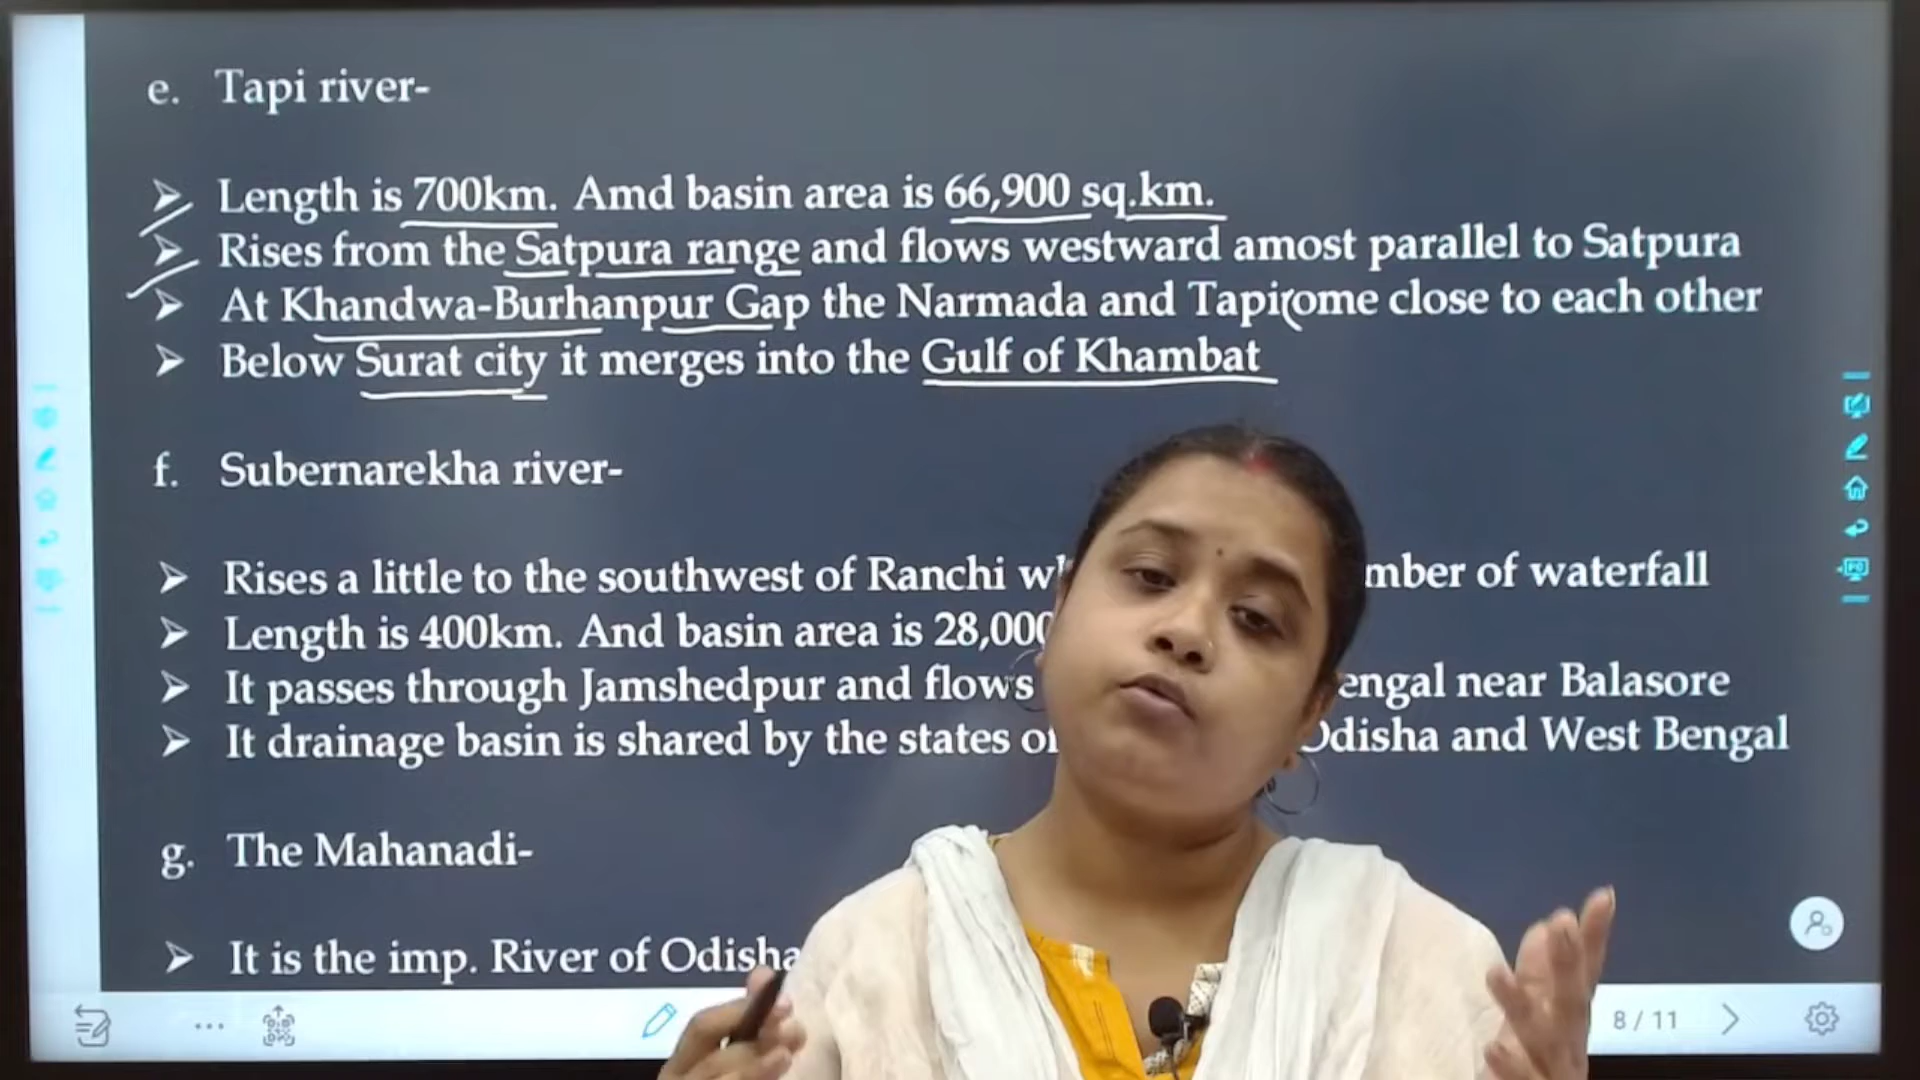 e. Tapi river-
Length is 700km. Amd basin area is 66,900 sq.km.
Rises from the Satpura range and flows westward amost parallel to Satpura
At Khandwa-Burhanpur Gap the Narmada and Tapi come close to each other
Below Surat city it merges into the Gulf of Khambat
f. Subernarekha river-
Rises a little to the southwest of Ranchi of waterfall
Length is 400km. And basin area is
It passes through Jamshedpur and flows near Balasore
It drainage basin is shared by the states Odisha and West Bengal
g. The Mahanadi-
It is the imp. River of Odisha
8 / 11